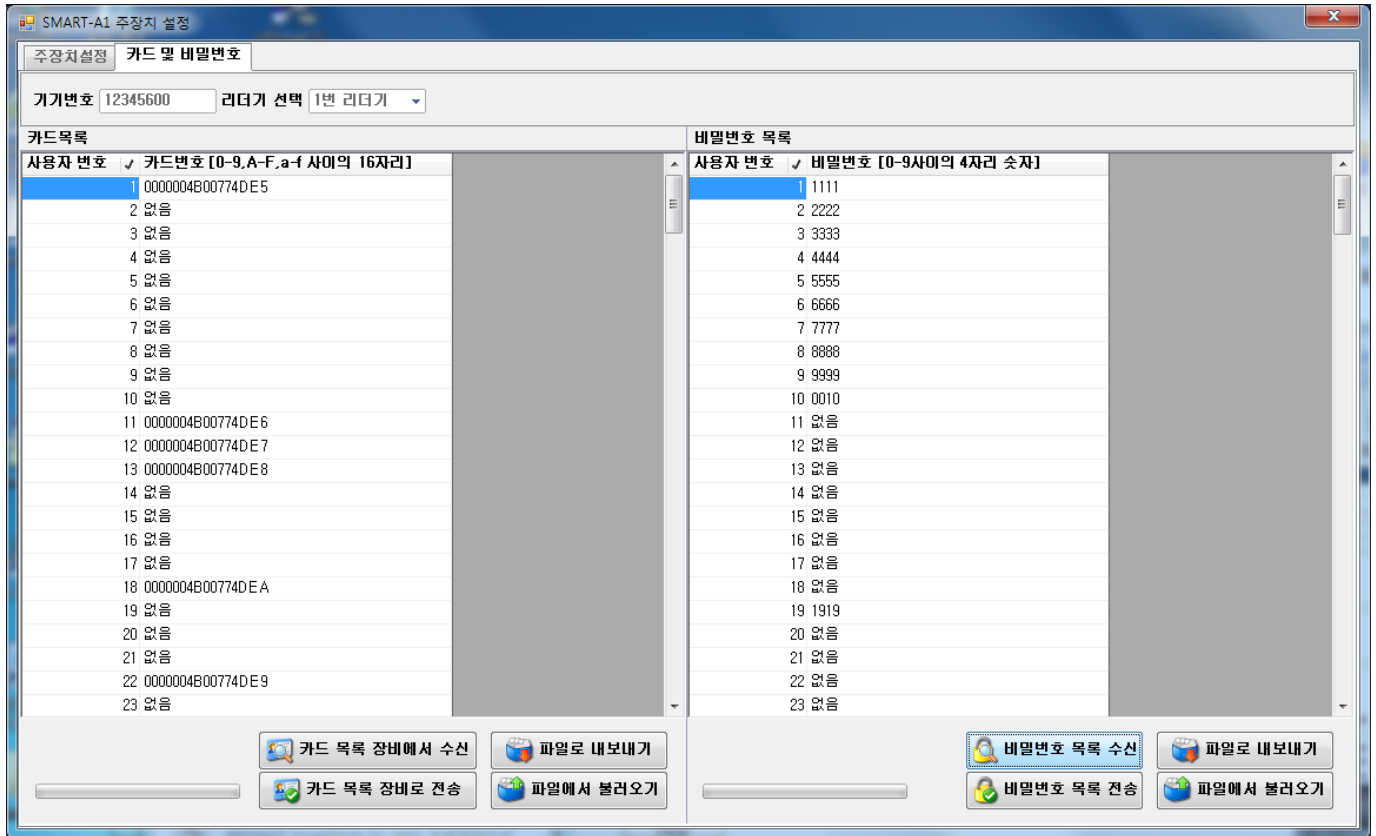 SMART-A1 주장치 설정
주장치설정 카드 및 비밀번호
기기번호 12345600 리더기 선택 1번 리더기
카드목록
사용자 번호 카드번호 [0-9,A-F,a-f 사이의 16자리]
1 0000004B00774DE5
2 없음
3 없음
4 없음
5 없음
6 없음
7 없음
8 없음
9 없음
10 없음
11 0000004B00774DE6
12 0000004B00774DE7
13 0000004B00774DE8
14 없음
15 없음
16 없음
17 없음
18 0000004B00774DEA
19 없음
20 없음
21 없음
22 0000004B00774DE9
23 없음
카드 목록 장비에서 수신 파일로 내보내기
카드 목록 장비로 전송 파일에서 불러오기
비밀번호 목록
사용자 번호 비밀번호 [0-9사이의 4자리 숫자]
1 1111
2 2222
3 3333
4 4444
5 5555
6 6666
7 7777
8 8888
9 9999
10 0010
11 없음
12 없음
13 없음
14 없음
15 없음
16 없음
17 없음
18 없음
19 1919
20 없음
21 없음
22 없음
23 없음
비밀번호 목록 수신 파일로 내보내기
비밀번호 목록 전송 파일에서 불러오기